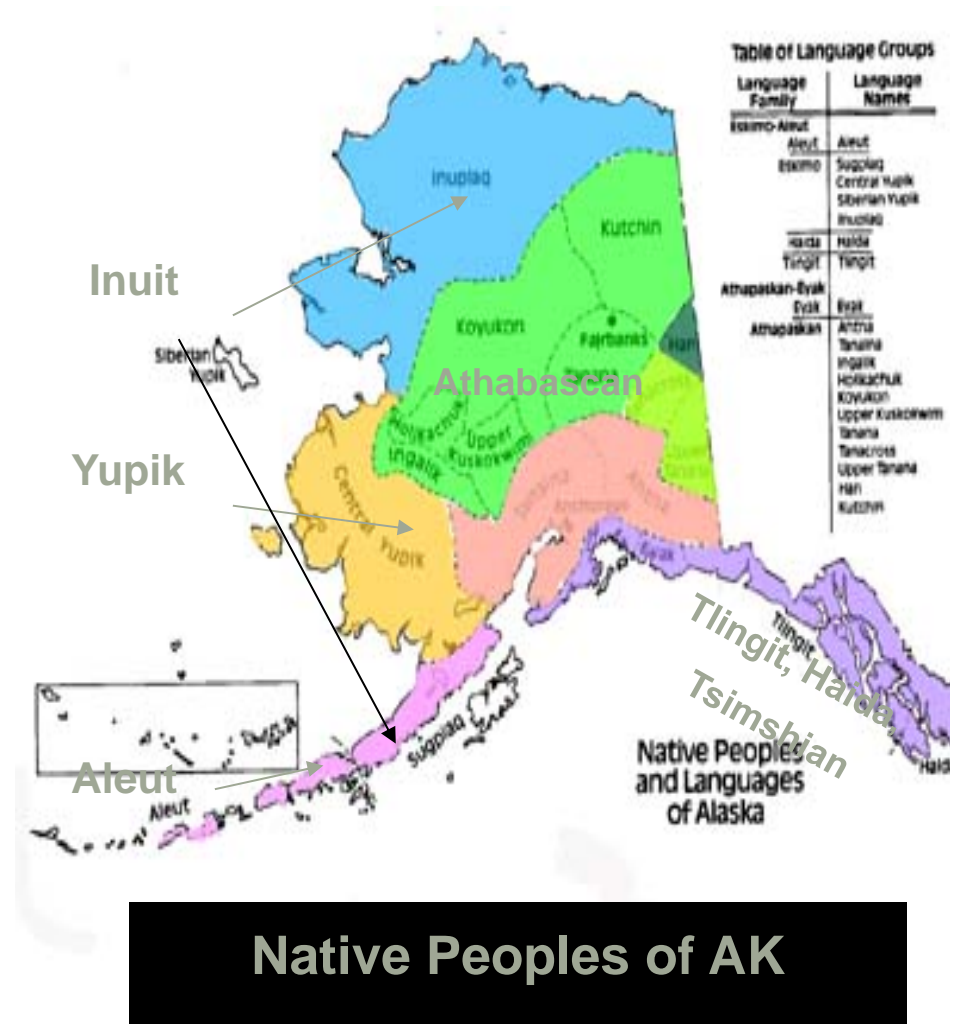 Table of Language Groups
Language Family
Language Names
Eskimo-Aleut
Aleut Aleut
Eskimo Sugpiaq
Central Yupik
Siberian Yupik
Inupiaq
Haida Haida
Tlingit Tlingit
Athapaskan-Eyak
Eyak Eyak
Athapaskan Ahtna
Tanaina
Ingalik
Holikachuk
Koyukon
Upper Kuskokwim
Tanana
Tanacross
Upper Tanana
Han
Kutchin
Inupiaq
Kutchin
Inuit
Koyukon
Fairbanks
Han
Siberian Yupik
Tanana
Athabascan
Holikachuk
Upper Kuskokwim
Ingalik
Yupik
Central Yupik
Eyak
Tlingit, Haida,
Tsimshian
Tlingit
Sugpiaq
Aleut
Aleut
Native Peoples
and Languages
of Alaska
Native Peoples of AK